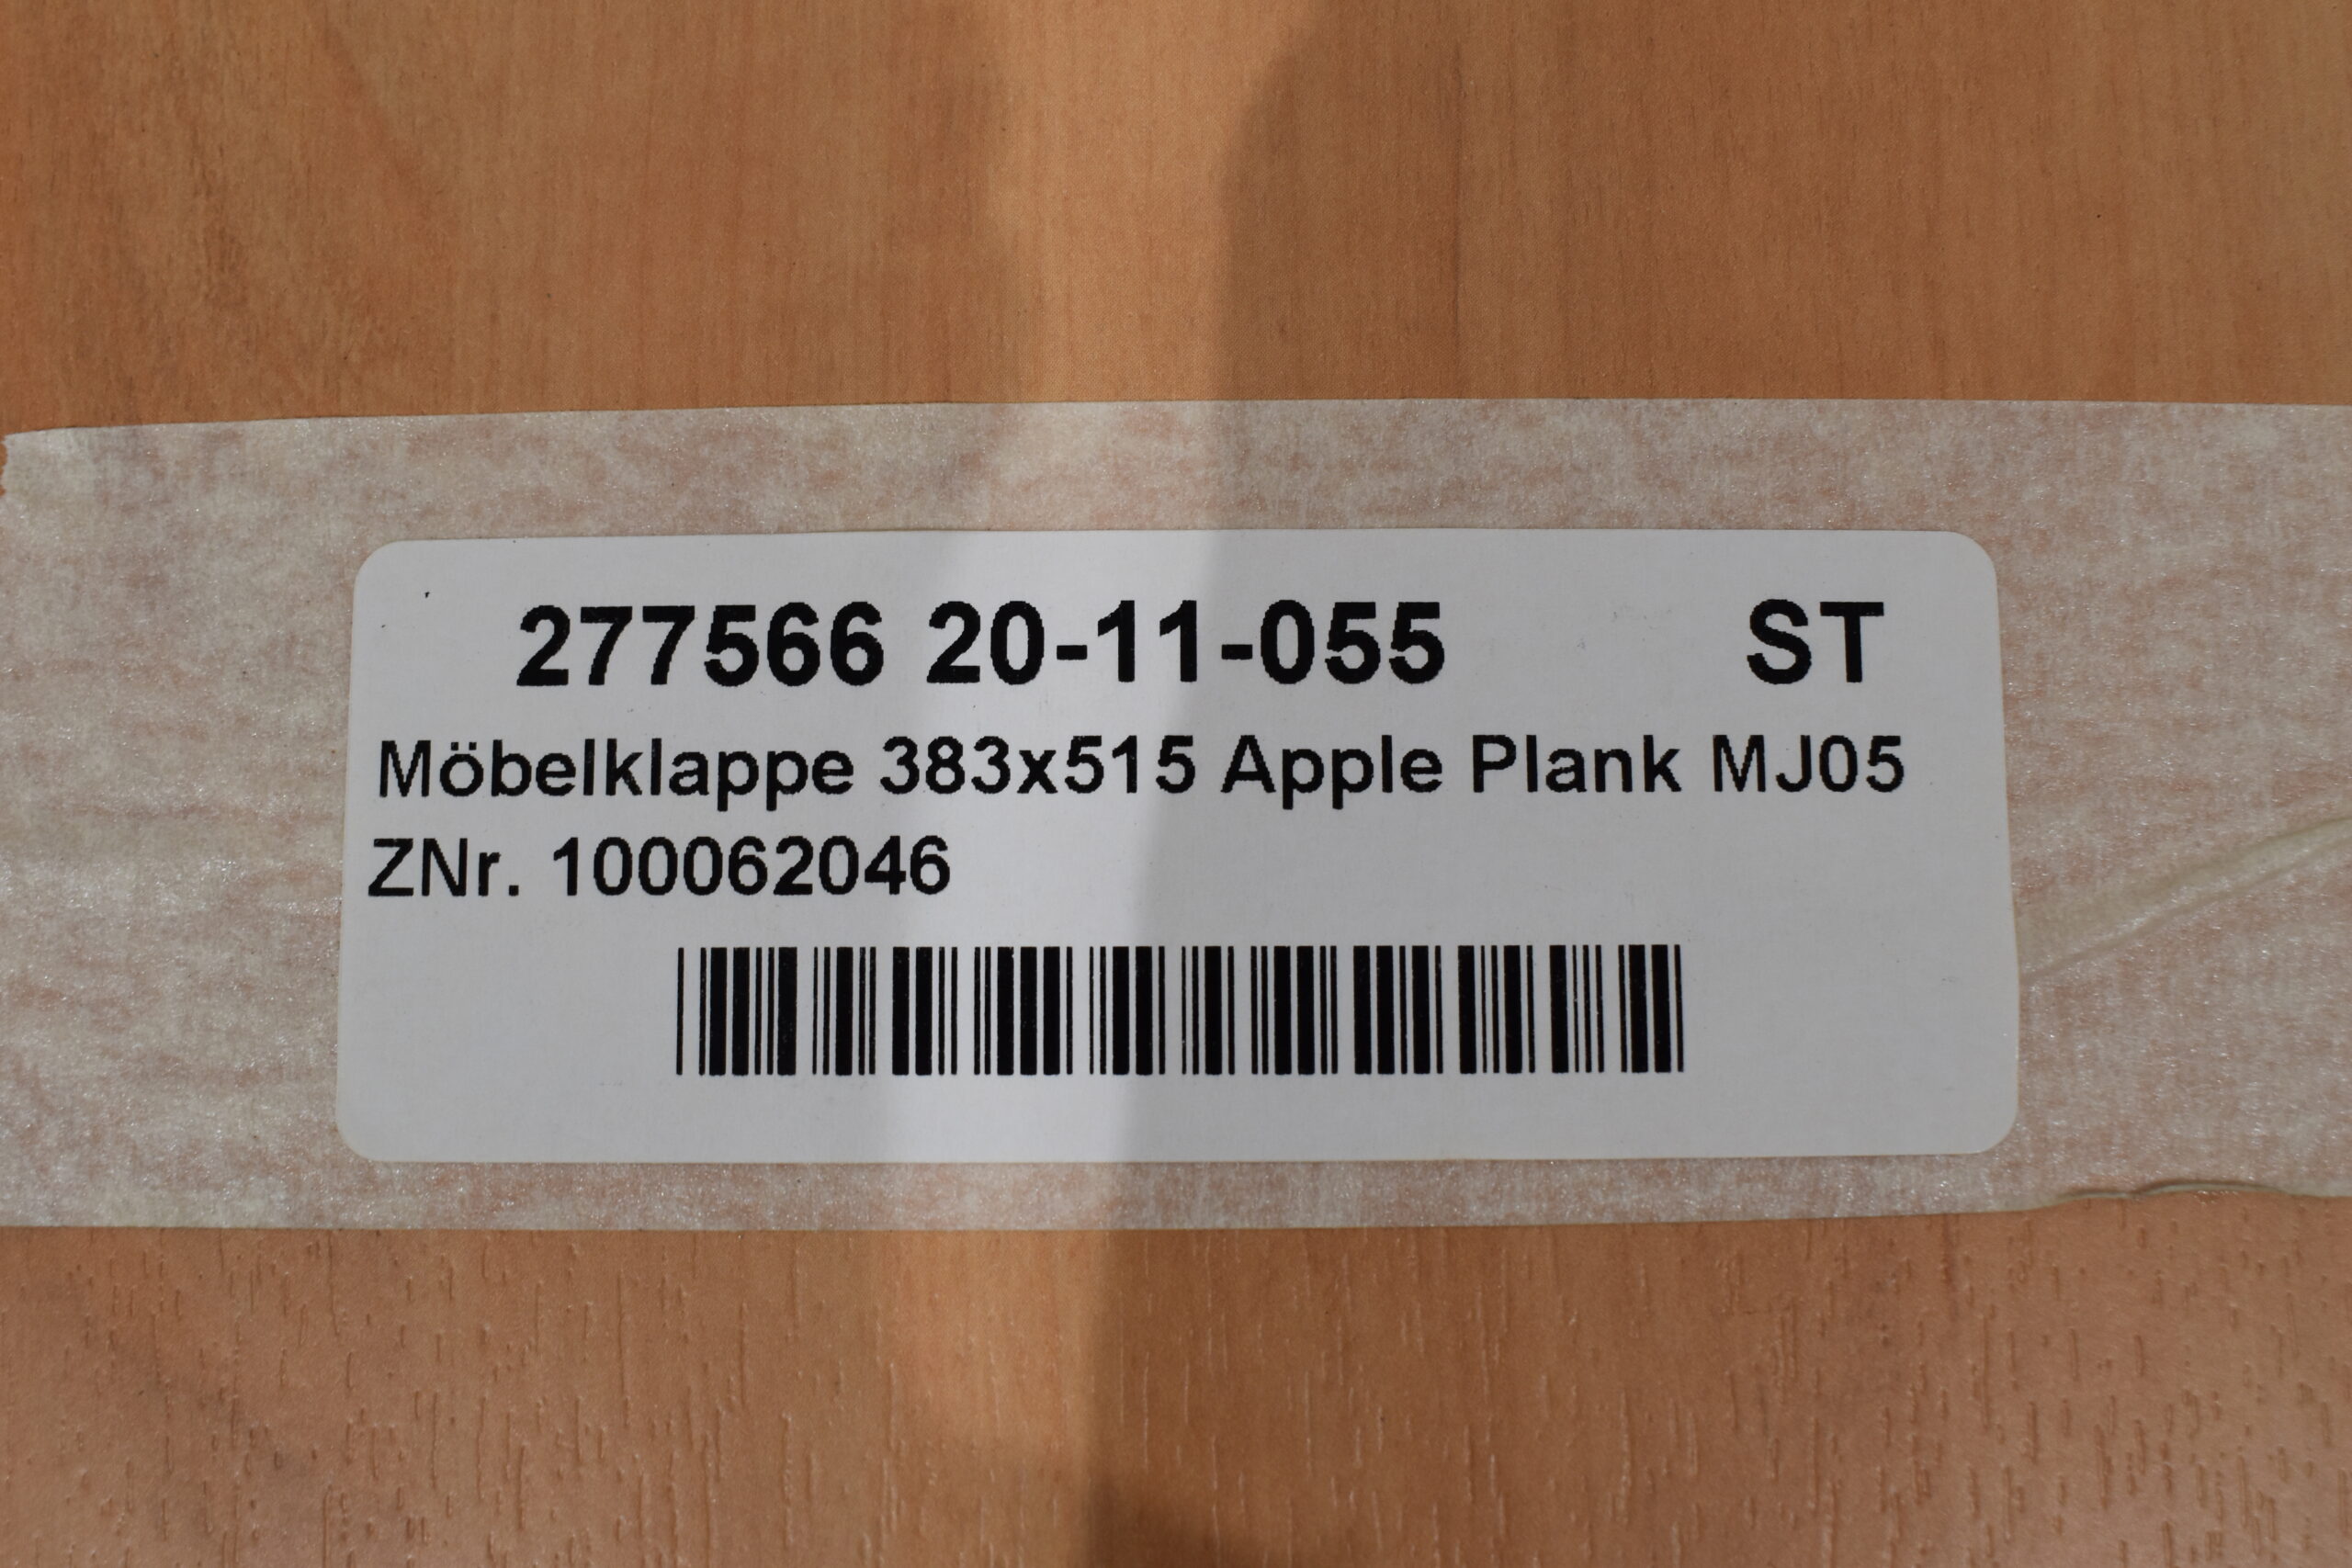 277566 20-11-055 ST
Möbelklappe 383x515 Apple Plank MJ05
ZNr. 100062046